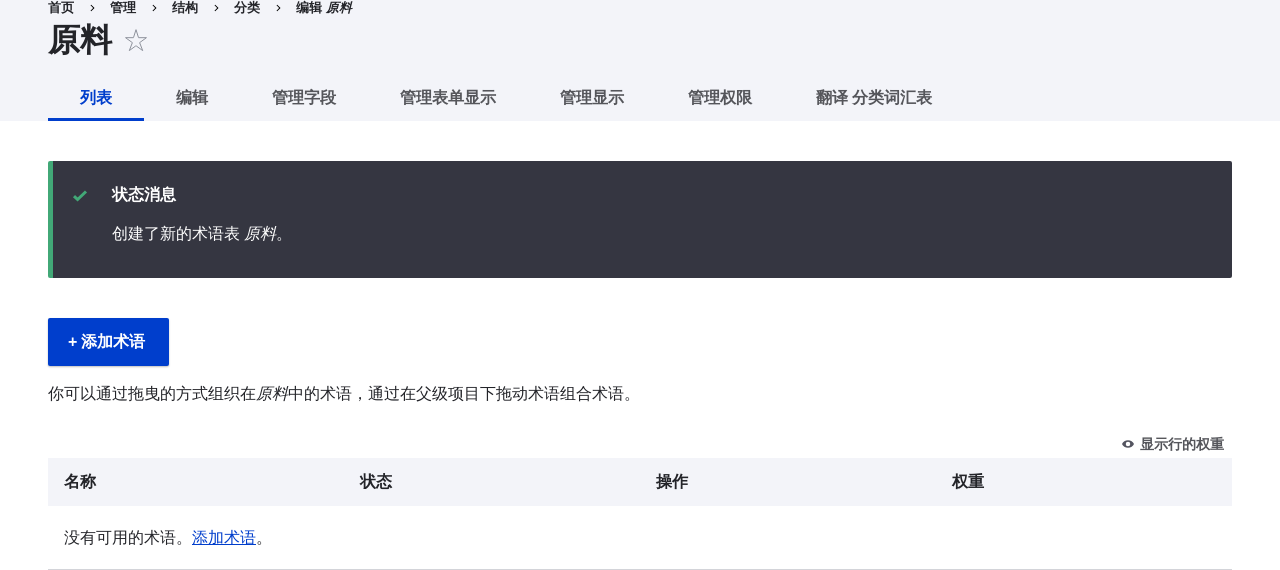 首页 › 管理 › 结构 › 分类 › 编辑 原料
原料
列表 编辑 管理字段 管理表单显示 管理显示 管理权限 翻译 分类词汇表
状态消息
创建了新的术语表 原料。
+ 添加术语
你可以通过拖曳的方式组织在原料中的术语，通过在父级项目下拖动术语组合术语。
显示行的权重
名称 状态 操作 权重
没有可用的术语。添加术语。